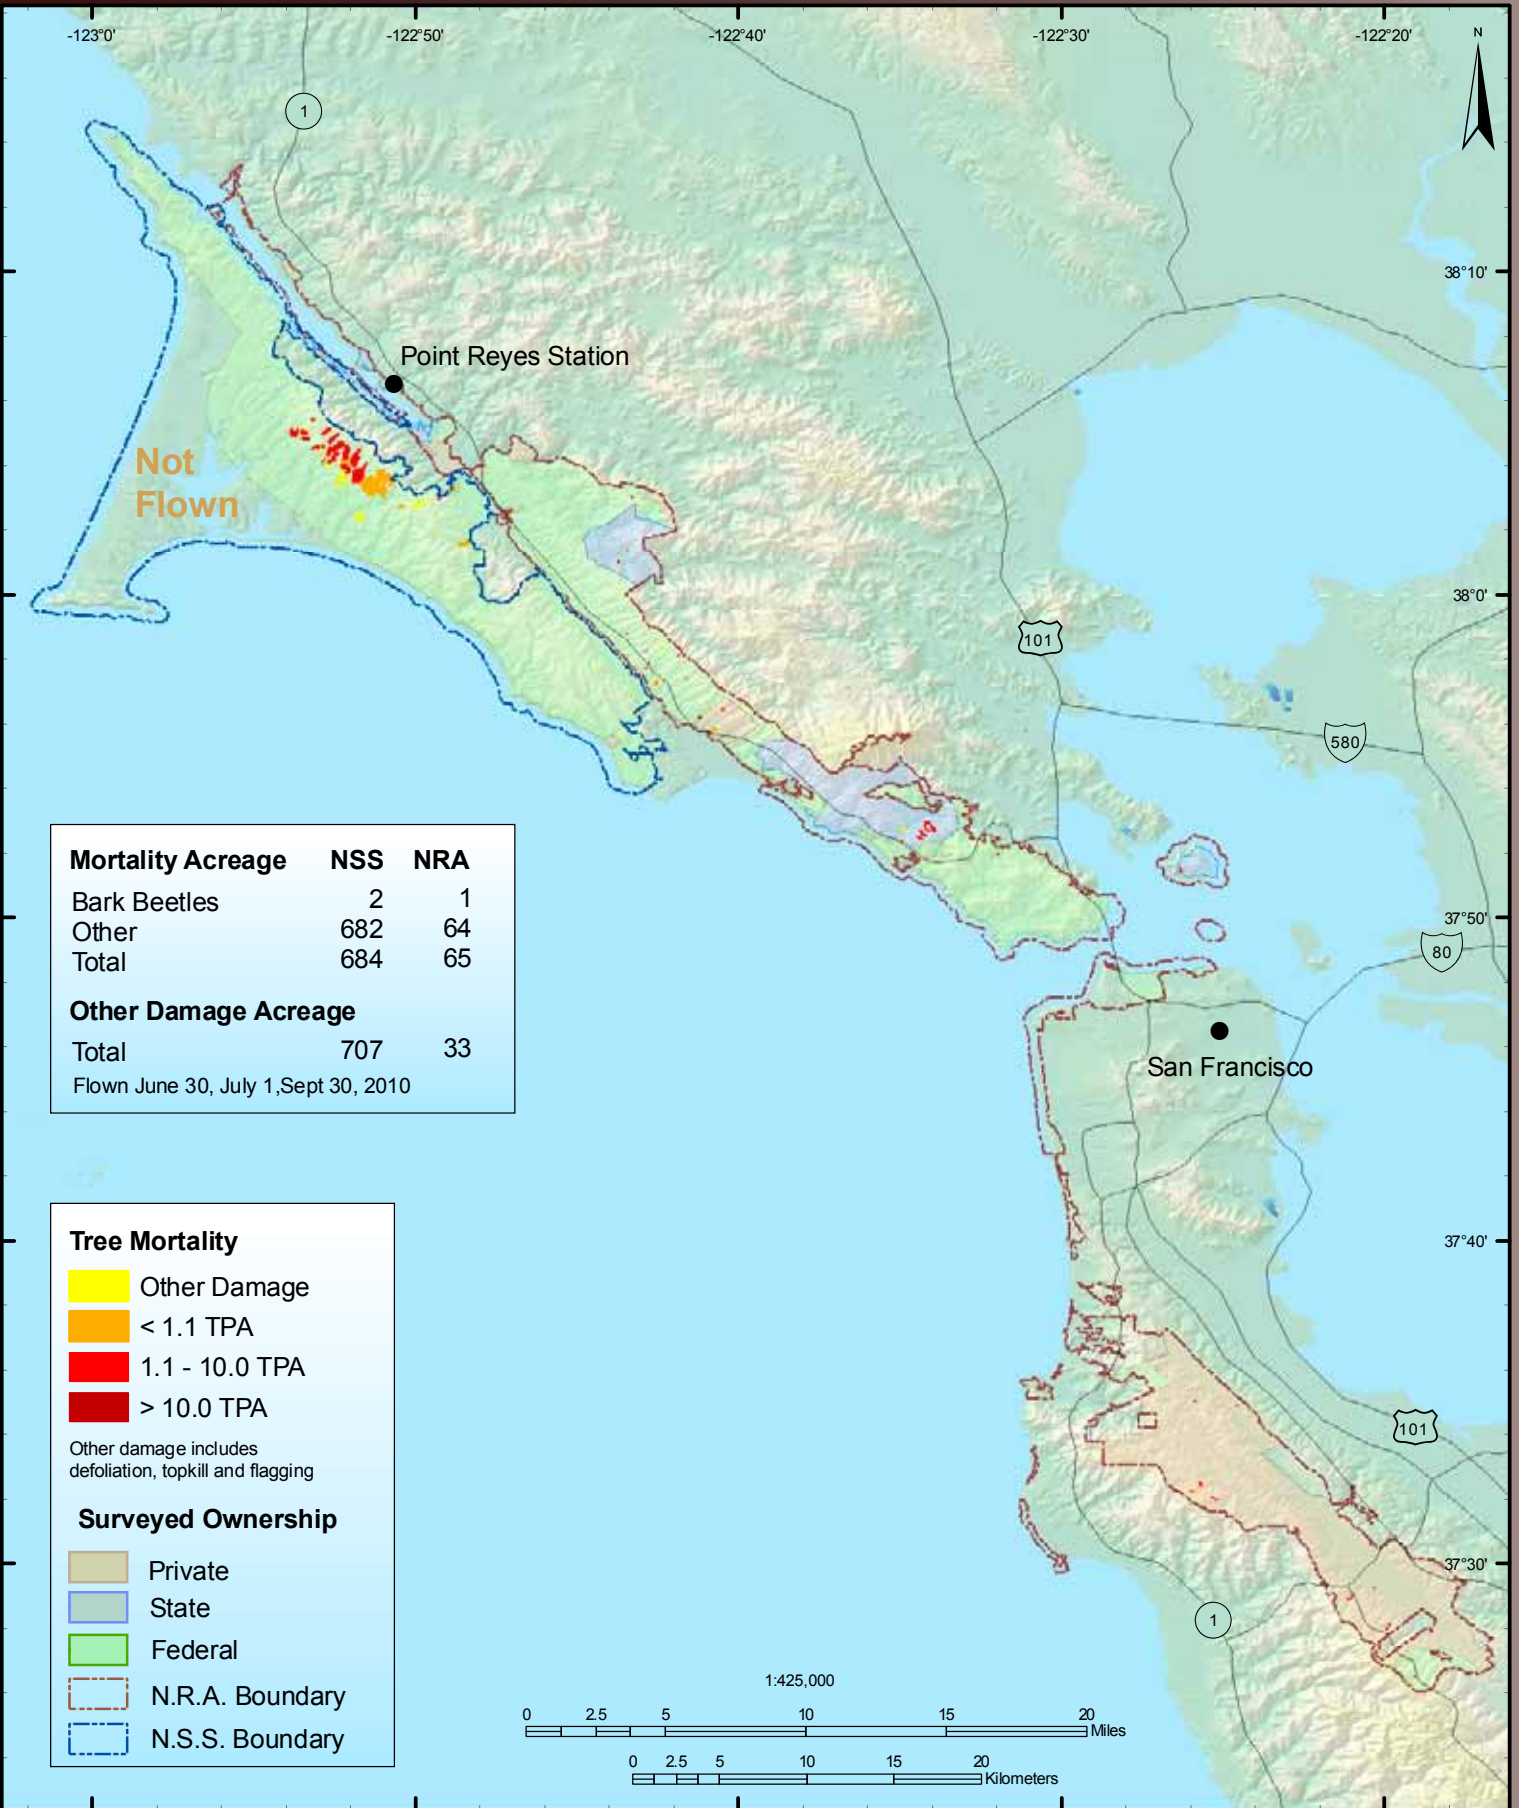 -123°0'
-122°50'
-122°40'
-122°30'
-122°20'
N
1
38°10'
Point Reyes Station
Not
Flown
38°0'
101
580
Mortality Acreage NSS NRA
Bark Beetles 2 1
Other 682 64
Total 684 65
Other Damage Acreage
Total 707 33
Flown June 30, July 1,Sept 30, 2010
37°50'
80
San Francisco
37°40'
Tree Mortality
Other Damage
< 1.1 TPA
1.1 - 10.0 TPA
> 10.0 TPA
Other damage includes
defoliation, topkill and flagging
Surveyed Ownership
Private
State
Federal
N.R.A. Boundary
N.S.S. Boundary
101
37°30'
1
1:425,000
0 2.5 5 10 15 20
Miles
0 2.5 5 10 15 20
Kilometers